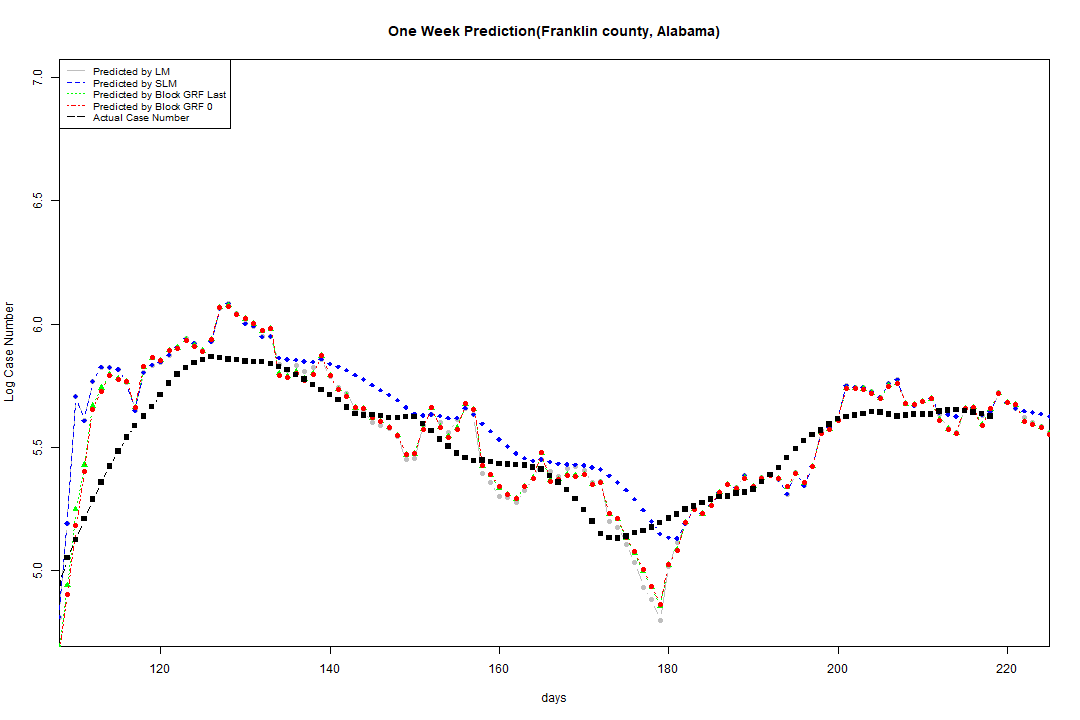 One Week Prediction(Franklin county, Alabama)
Predicted by LM
Predicted by SLM
Predicted by Block GRF Last
Predicted by Block GRF 0
Actual Case Number
Log Case Number
7.0
6.5
6.0
5.5
5.0
120 140 160 180 200 220
days